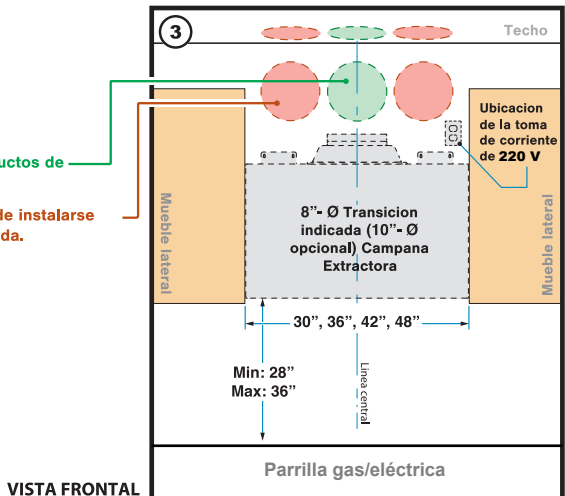 3
Techo
Ubicacion
de la toma
de corriente
de 220 V
uctos de
de instalarse
da.
Mueble lateral
8”- Ø Transicion
indicada (10”- Ø
opcional) Campana
Extractora
Mueble lateral
30”, 36”, 42”, 48”
Min: 28”
Max: 36”
Linea central
Parrilla gas/eléctrica
VISTA FRONTAL